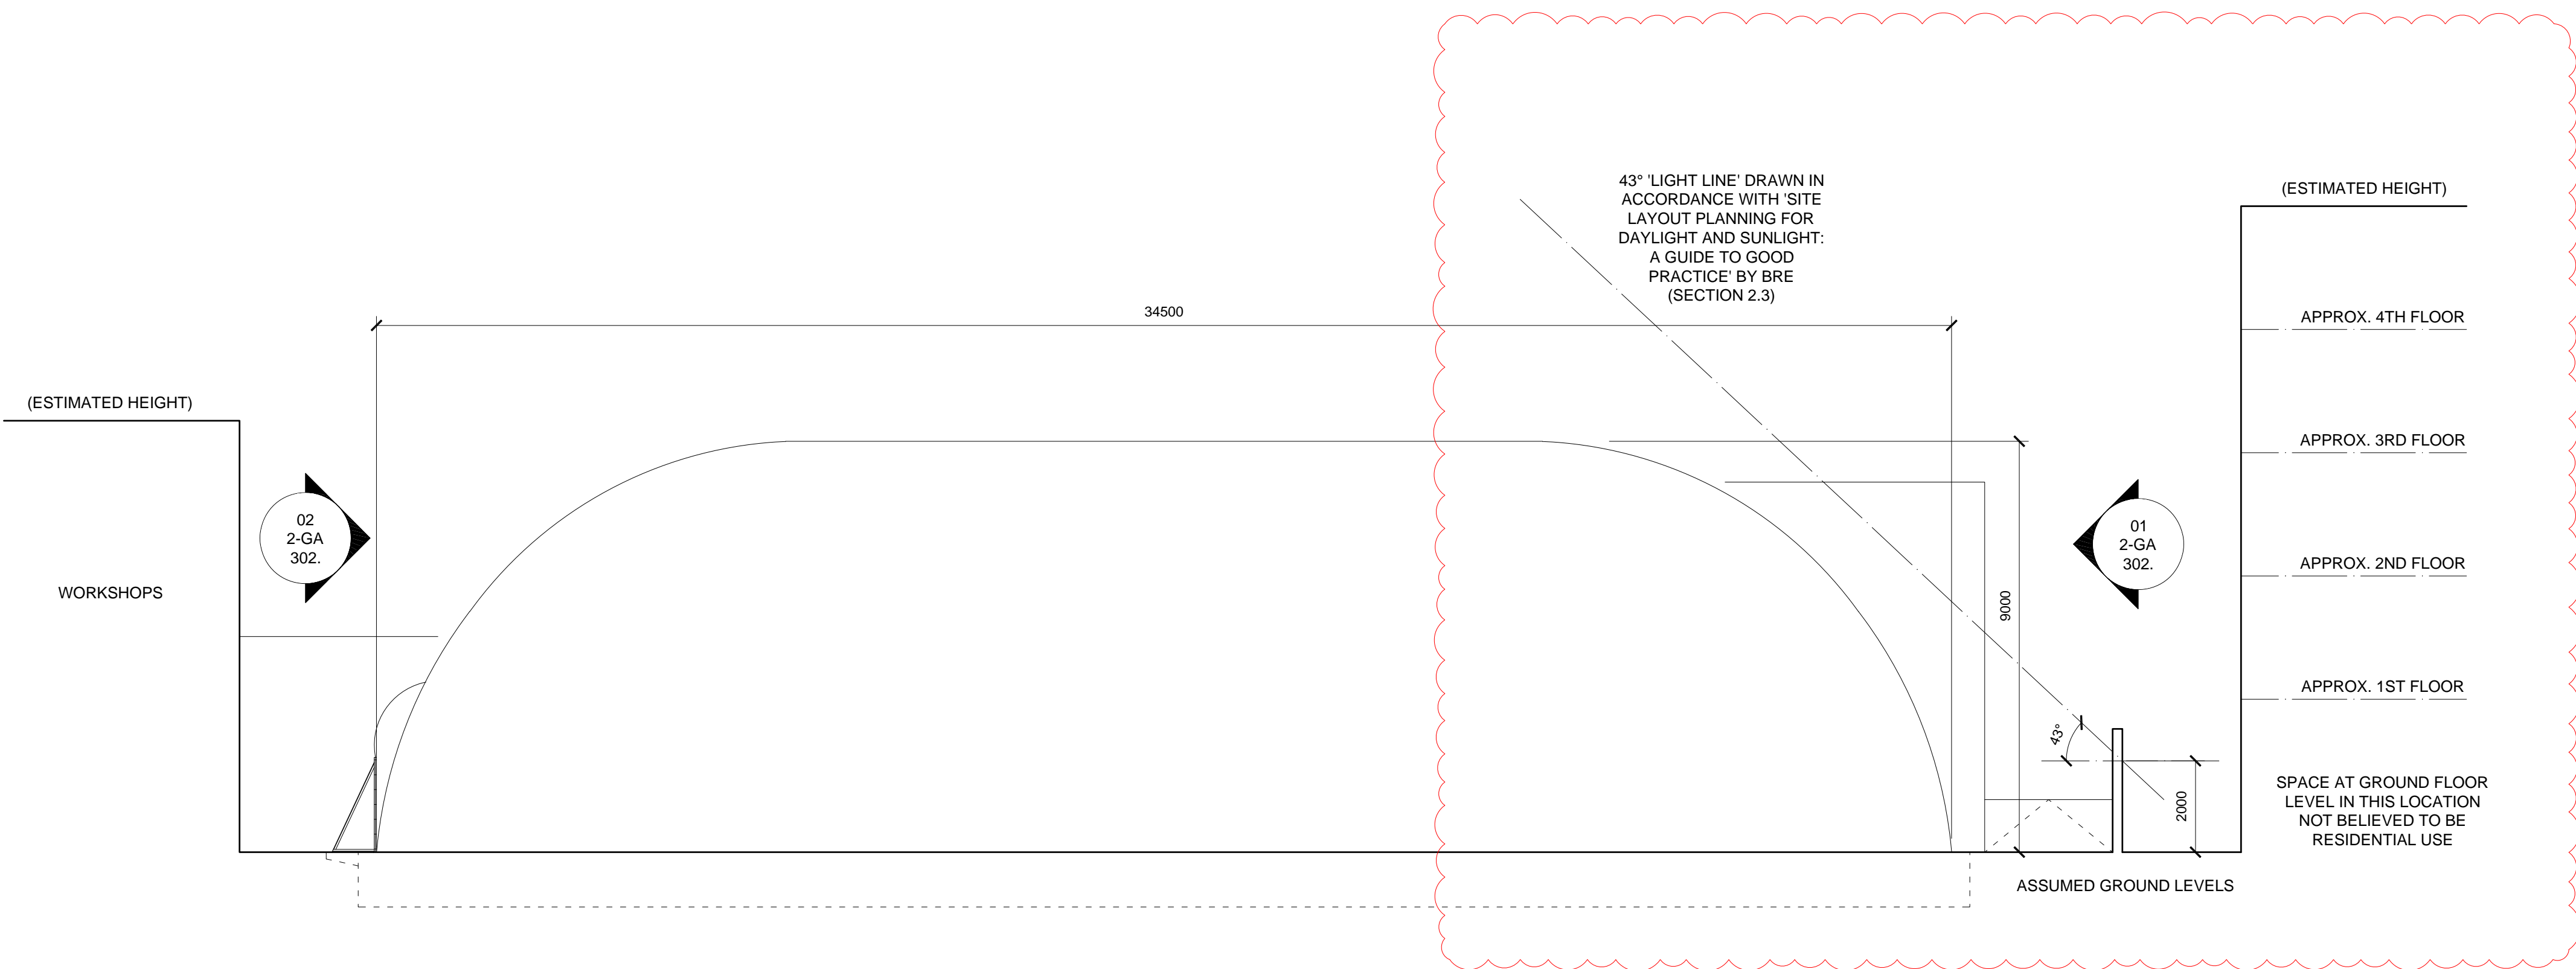 43° 'LIGHT LINE' DRAWN IN
ACCORDANCE WITH 'SITE
LAYOUT PLANNING FOR
DAYLIGHT AND SUNLIGHT:
A GUIDE TO GOOD
PRACTICE' BY BRE
(SECTION 2.3)
(ESTIMATED HEIGHT)
34500
APPROX. 4TH FLOOR
(ESTIMATED HEIGHT)
APPROX. 3RD FLOOR
02
2-GA
302.
01
2-GA
302.
WORKSHOPS
APPROX. 2ND FLOOR
9000
APPROX. 1ST FLOOR
43°
2000
SPACE AT GROUND FLOOR
LEVEL IN THIS LOCATION
NOT BELIEVED TO BE
RESIDENTIAL USE
ASSUMED GROUND LEVELS